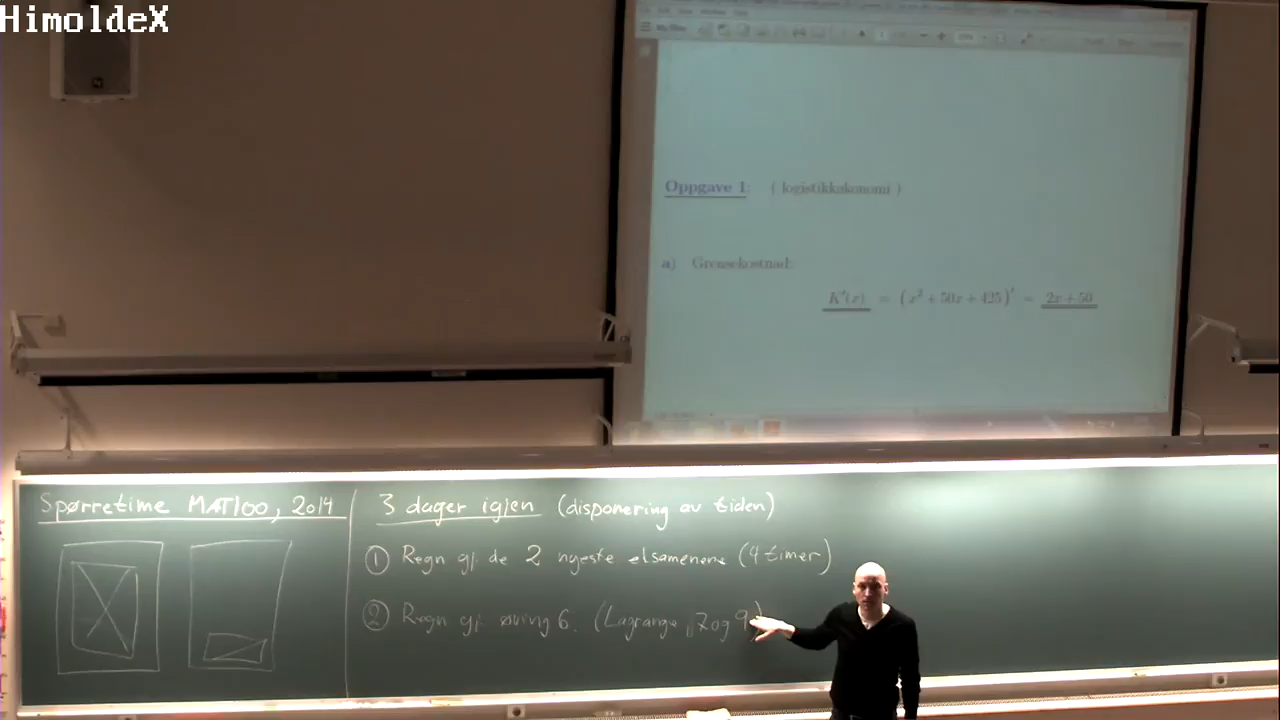 HimoldeX
Oppgave 1: ( logistikkøkonomi )
a) Grensekostnad:
K'(x) = (x² + 50x + 425)' = 2x + 50
Spørretime MAT100, 2014
3 dager igjen (disponering av tiden)
① Regn gj. de 2 nyeste eksamenene (4 timer)
② Regn gj. øving 6. (Lagrange, 7 og 9)